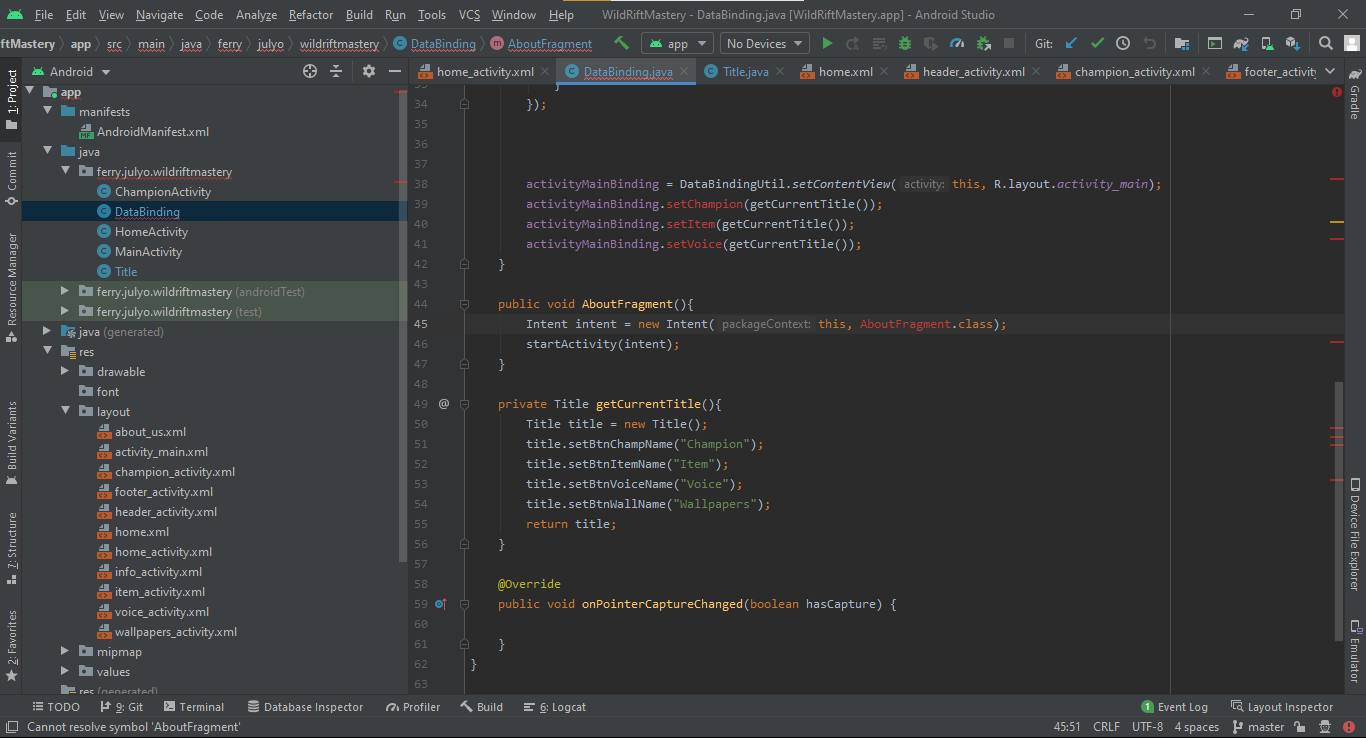 File Edit View Navigate Code Analyze Refactor Build Run Tools VCS Window Help WildRiftMastery - DataBinding.java [WildRiftMastery.app] - Android Studio
ftMastery app src main java ferry julyo wildriftmastery DataBinding AboutFragment app No Devices Git:
Android home_activity.xml DataBinding.java Title.java home.xml header_activity.xml champion_activity.xml footer_activity
1: Project
Commit
Resource Manager
Build Variants
7: Structure
2: Favorites
app
manifests
AndroidManifest.xml
java
ferry.julyo.wildriftmastery
ChampionActivity
DataBinding
HomeActivity
MainActivity
Title
ferry.julyo.wildriftmastery (androidTest)
ferry.julyo.wildriftmastery (test)
java (generated)
res
drawable
font
layout
about_us.xml
activity_main.xml
champion_activity.xml
footer_activity.xml
header_activity.xml
home.xml
home_activity.xml
info_activity.xml
item_activity.xml
voice_activity.xml
wallpapers_activity.xml
mipmap
values
res (generated)
33 }
34 });
35
36
37
38 activityMainBinding = DataBindingUtil.setContentView( activity: this, R.layout.activity_main);
39 activityMainBinding.setChampion(getCurrentTitle());
40 activityMainBinding.setItem(getCurrentTitle());
41 activityMainBinding.setVoice(getCurrentTitle());
42 }
43
44 public void AboutFragment(){
45 Intent intent = new Intent( packageContext: this, AboutFragment.class);
46 startActivity(intent);
47 }
48
49 @ private Title getCurrentTitle(){
50 Title title = new Title();
51 title.setBtnChampName("Champion");
52 title.setBtnItemName("Item");
53 title.setBtnVoiceName("Voice");
54 title.setBtnWallName("Wallpapers");
55 return title;
56 }
57
58 @Override
59 public void onPointerCaptureChanged(boolean hasCapture) {
60
61 }
62 }
63
Gradle
Device File Explorer
Emulator
TODO 9: Git Terminal Database Inspector Profiler Build 6: Logcat 1 Event Log Layout Inspector
Cannot resolve symbol 'AboutFragment' 45:51 CRLF UTF-8 4 spaces master